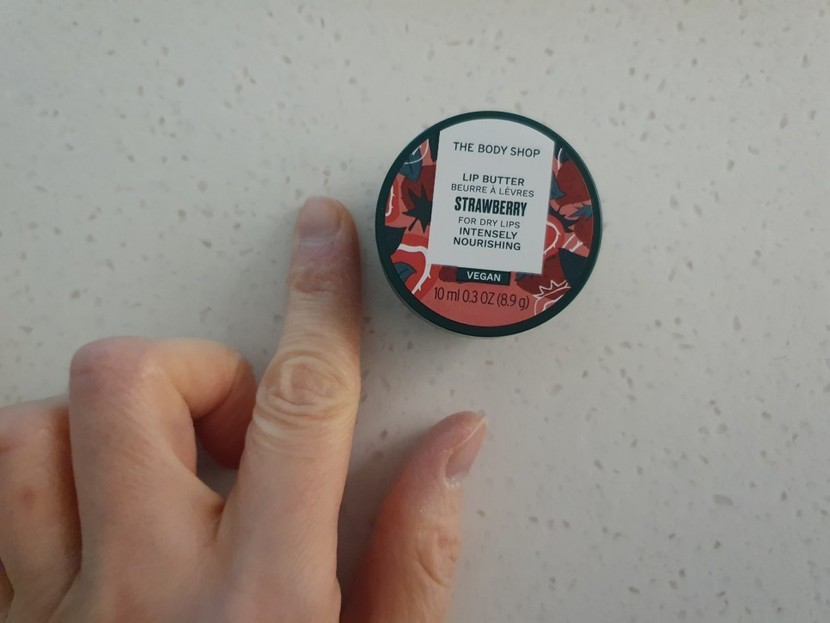 THE BODY SHOP
LIP BUTTER
BEURRE À LÈVRES
STRAWBERRY
FOR DRY LIPS
INTENSELY
NOURISHING
VEGAN
10 ml 0.3 OZ (8.9 g)